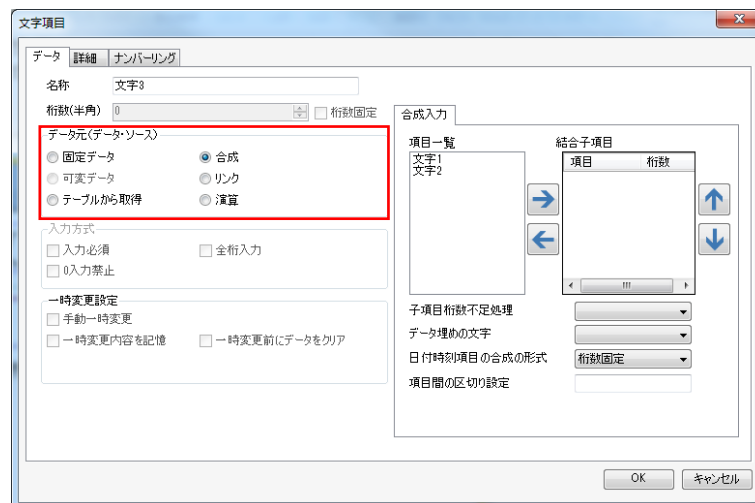 文字項目
データ 詳細 ナンバーリング
名称 文字3
桁数(半角) 0 桁数固定
データ元(データ・ソース)
固定データ 合成
可変データ リンク
テーブルから取得 演算
入力方式
入力必須 全桁入力
0入力禁止
一時変更設定
手動一時変更
一時変更内容を記憶 一時変更前にデータをクリア
合成入力
項目一覧 結合子項目
文字1
文字2
項目 桁数
子項目桁数不足処理
データ埋めの文字
日付時刻項目の合成の形式 桁数固定
項目間の区切り設定
OK キャンセル